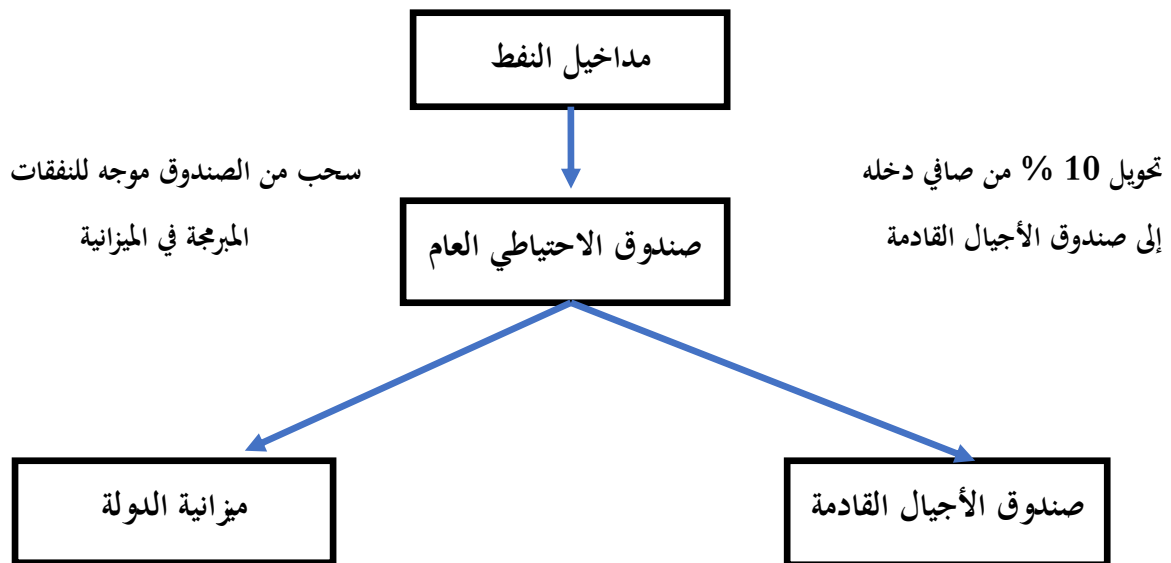 مداخيل النفط
تحويل 10 % من صافي دخله
إلى صندوق الأجيال القادمة
سحب من الصندوق موجه للنفقات
المبرمجة في الميزانية
صندوق الاحتياطي العام
صندوق الأجيال القادمة
ميزانية الدولة